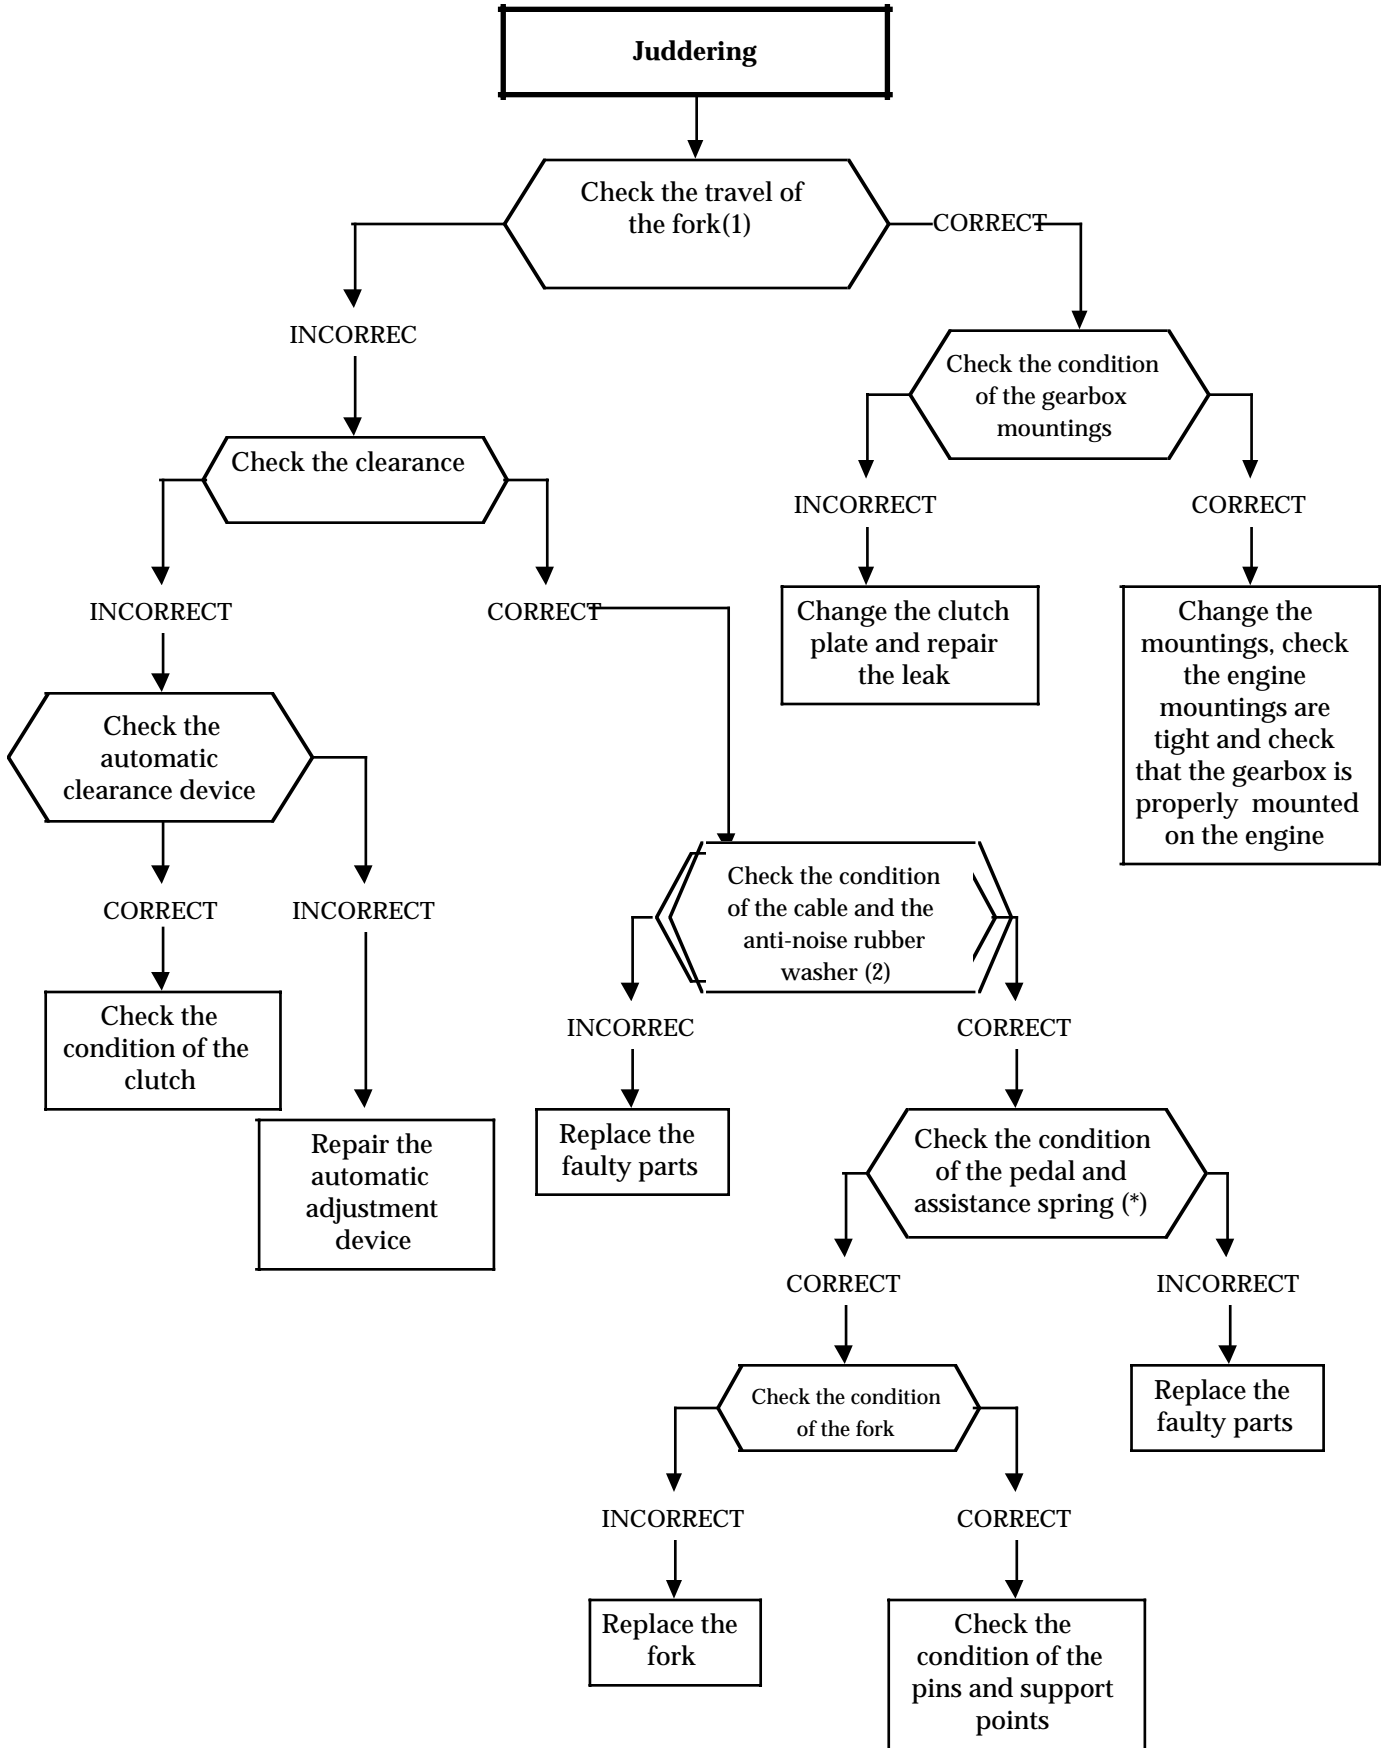 Juddering
Check the travel of
the fork(1)
CORRECT
INCORREC
Check the condition
of the gearbox
mountings
Check the clearance
INCORRECT
CORRECT
INCORRECT
CORRECT
Change the clutch
plate and repair
the leak
Change the
mountings, check
the engine
mountings are
tight and check
that the gearbox is
properly mounted
on the engine
Check the
automatic
clearance device
CORRECT
INCORRECT
Check the condition
of the cable and the
anti-noise rubber
washer (2)
Check the
condition of the
clutch
INCORREC
CORRECT
Repair the
automatic
adjustment
device
Replace the
faulty parts
Check the condition
of the pedal and
assistance spring (*)
CORRECT
INCORRECT
Check the condition
of the fork
Replace the
faulty parts
INCORRECT
CORRECT
Replace the
fork
Check the
condition of the
pins and support
points